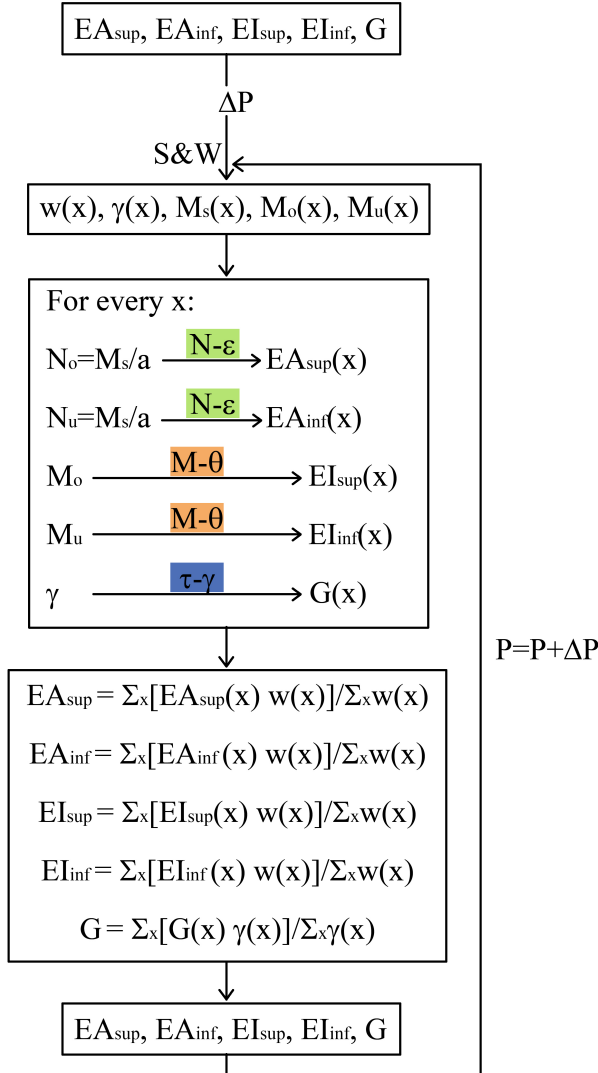 EAsup, EAinf, EIsup, EIinf, G
ΔP
S&W
w(x), γ(x), Ms(x), Mo(x), Mu(x)
For every x:
No=Ms/a N-ε EAsup(x)
Nu=Ms/a N-ε EAinf(x)
Mo M-θ EIsup(x)
Mu M-θ EIinf(x)
γ τ-γ G(x)
P=P+ΔP
EAsup = Σx[EAsup(x) w(x)]/Σxw(x)
EAinf = Σx[EAinf (x) w(x)]/Σxw(x)
EIsup = Σx[EIsup(x) w(x)]/Σxw(x)
EIinf = Σx[EIinf (x) w(x)]/Σxw(x)
G = Σx[G(x) γ(x)]/Σxγ(x)
EAsup, EAinf, EIsup, EIinf, G